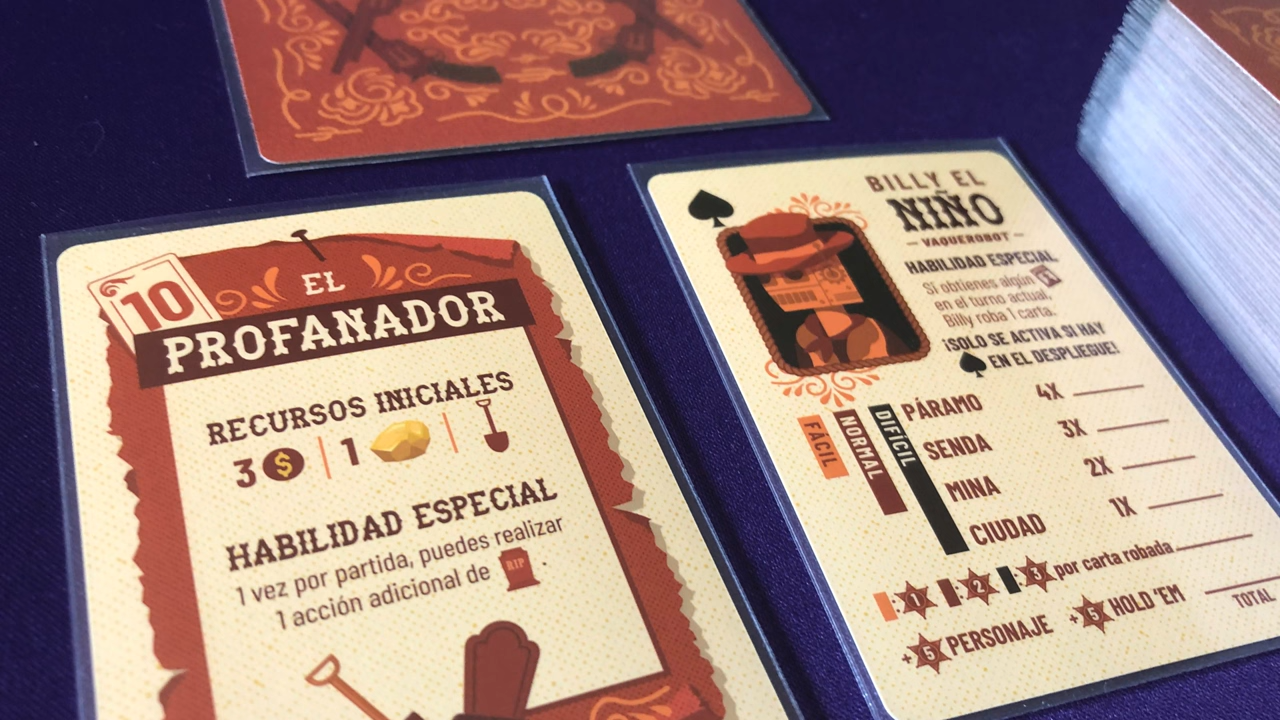 10
EL
PROFANADOR
RECURSOS INICIALES
3 $ 1
HABILIDAD ESPECIAL
1 vez por partida, puedes realizar
1 acción adicional de RIP.
BILLY EL
NIÑO
— VAQUEROBOT —
HABILIDAD ESPECIAL
Si obtienes algún
en el turno actual,
Billy roba 1 carta.
¡SOLO SE ACTIVA SI HAY
EN EL DESPLIEGUE!
FÁCIL
NORMAL
DIFÍCIL
PÁRAMO 4X
SENDA 3X
MINA 2X
CIUDAD 1X
:1 :2 :3 por carta robada
+5 PERSONAJE +5 HOLD 'EM
TOTAL